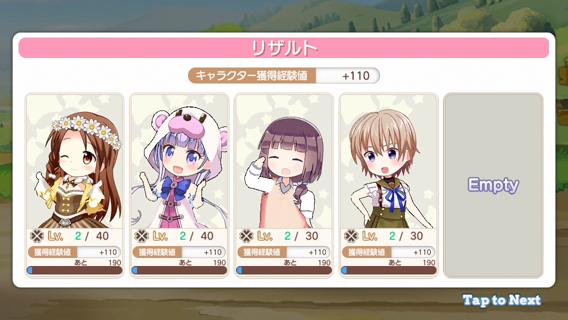 リザルト
キャラクター獲得経験値 +110
Lv. 2 / 40
獲得経験値 +110
あと 190
Lv. 2 / 40
獲得経験値 +110
あと 190
Lv. 2 / 30
獲得経験値 +110
あと 190
Lv. 2 / 30
獲得経験値 +110
あと 190
Empty
Tap to Next